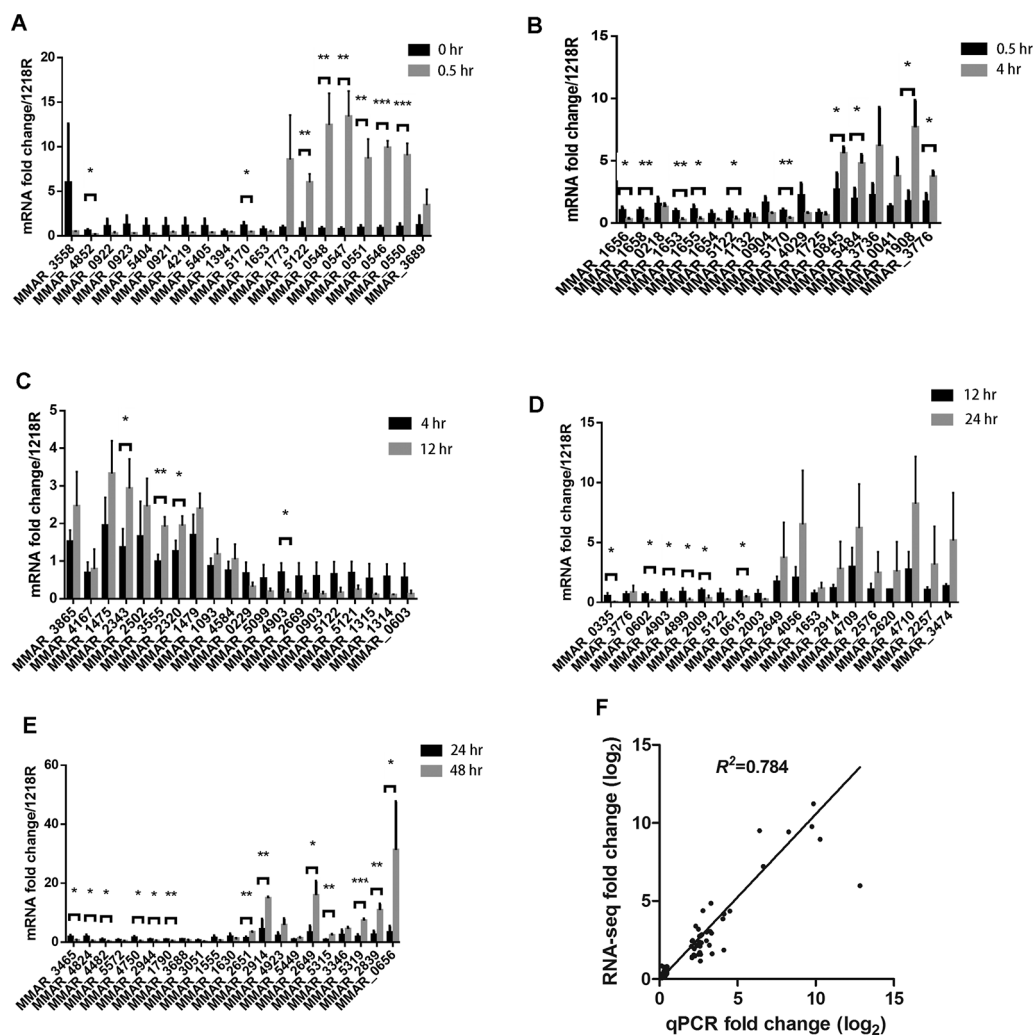 A
mRNA fold change/1218R
20
15
10
5
0
0 hr
0.5 hr
*
*
**
**
**
**
***
***
MMAR_3558
MMAR_4852
MMAR_0922
MMAR_0923
MMAR_5404
MMAR_0921
MMAR_4219
MMAR_5405
MMAR_1394
MMAR_5170
MMAR_1653
MMAR_1773
MMAR_5122
MMAR_0548
MMAR_0547
MMAR_0551
MMAR_0546
MMAR_0550
MMAR_3689
B
mRNA fold change/1218R
15
10
5
0
0.5 hr
4 hr
*
**
**
*
*
**
*
*
*
*
MMAR_1656
MMAR_1658
MMAR_0218
MMAR_1653
MMAR_1655
MMAR_1654
MMAR_5122
MMAR_1732
MMAR_0904
MMAR_5170
MMAR_4029
MMAR_1725
MMAR_0845
MMAR_5484
MMAR_3736
MMAR_0041
MMAR_1908
MMAR_3776
C
mRNA fold change/1218R
5
4
3
2
1
0
4 hr
12 hr
*
**
*
*
MMAR_3865
MMAR_4167
MMAR_1475
MMAR_2343
MMAR_2502
MMAR_2320
MMAR_4179
MMAR_1093
MMAR_4584
MMAR_0229
MMAR_5099
MMAR_4903
MMAR_2669
MMAR_0903
MMAR_5122
MMAR_5121
MMAR_1315
MMAR_1314
MMAR_0603
D
mRNA fold change/1218R
15
10
5
0
12 hr
24 hr
*
*
*
*
*
*
MMAR_0335
MMAR_3776
MMAR_0602
MMAR_4903
MMAR_4899
MMAR_2009
MMAR_5122
MMAR_0615
MMAR_2003
MMAR_2649
MMAR_4056
MMAR_1653
MMAR_2914
MMAR_4709
MMAR_2576
MMAR_2620
MMAR_4710
MMAR_2257
MMAR_3474
E
mRNA fold change/1218R
60
40
20
0
24 hr
48 hr
*
*
*
*
*
**
**
**
*
**
***
**
*
MMAR_3465
MMAR_4824
MMAR_4482
MMAR_5572
MMAR_4750
MMAR_2944
MMAR_1790
MMAR_3688
MMAR_3051
MMAR_1555
MMAR_1630
MMAR_2651
MMAR_2914
MMAR_4923
MMAR_5449
MMAR_2649
MMAR_5315
MMAR_3346
MMAR_5319
MMAR_2839
MMAR_0656
F
RNA-seq fold change (log2)
15
10
5
0
R2=0.784
0
5
10
15
qPCR fold change (log2)